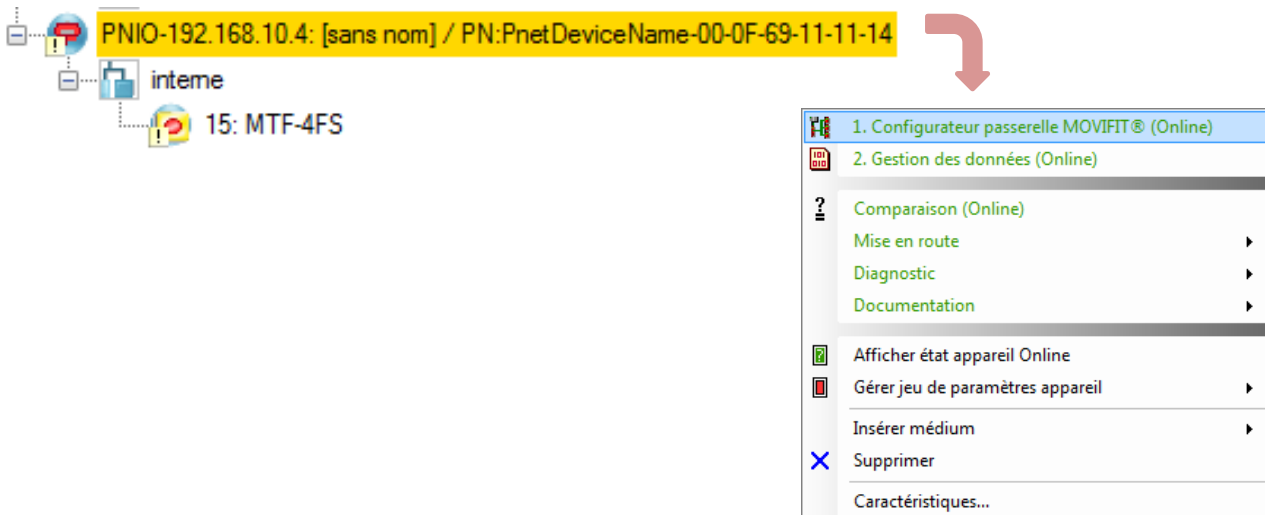 PNIO-192.168.10.4: [sans nom] / PN:PnetDeviceName-00-0F-69-11-11-14
interne
15: MTF-4FS
1. Configurateur passerelle MOVIFIT® (Online)
2. Gestion des données (Online)
Comparaison (Online)
Mise en route
Diagnostic
Documentation
Afficher état appareil Online
Gérer jeu de paramètres appareil
Insérer médium
Supprimer
Caractéristiques...